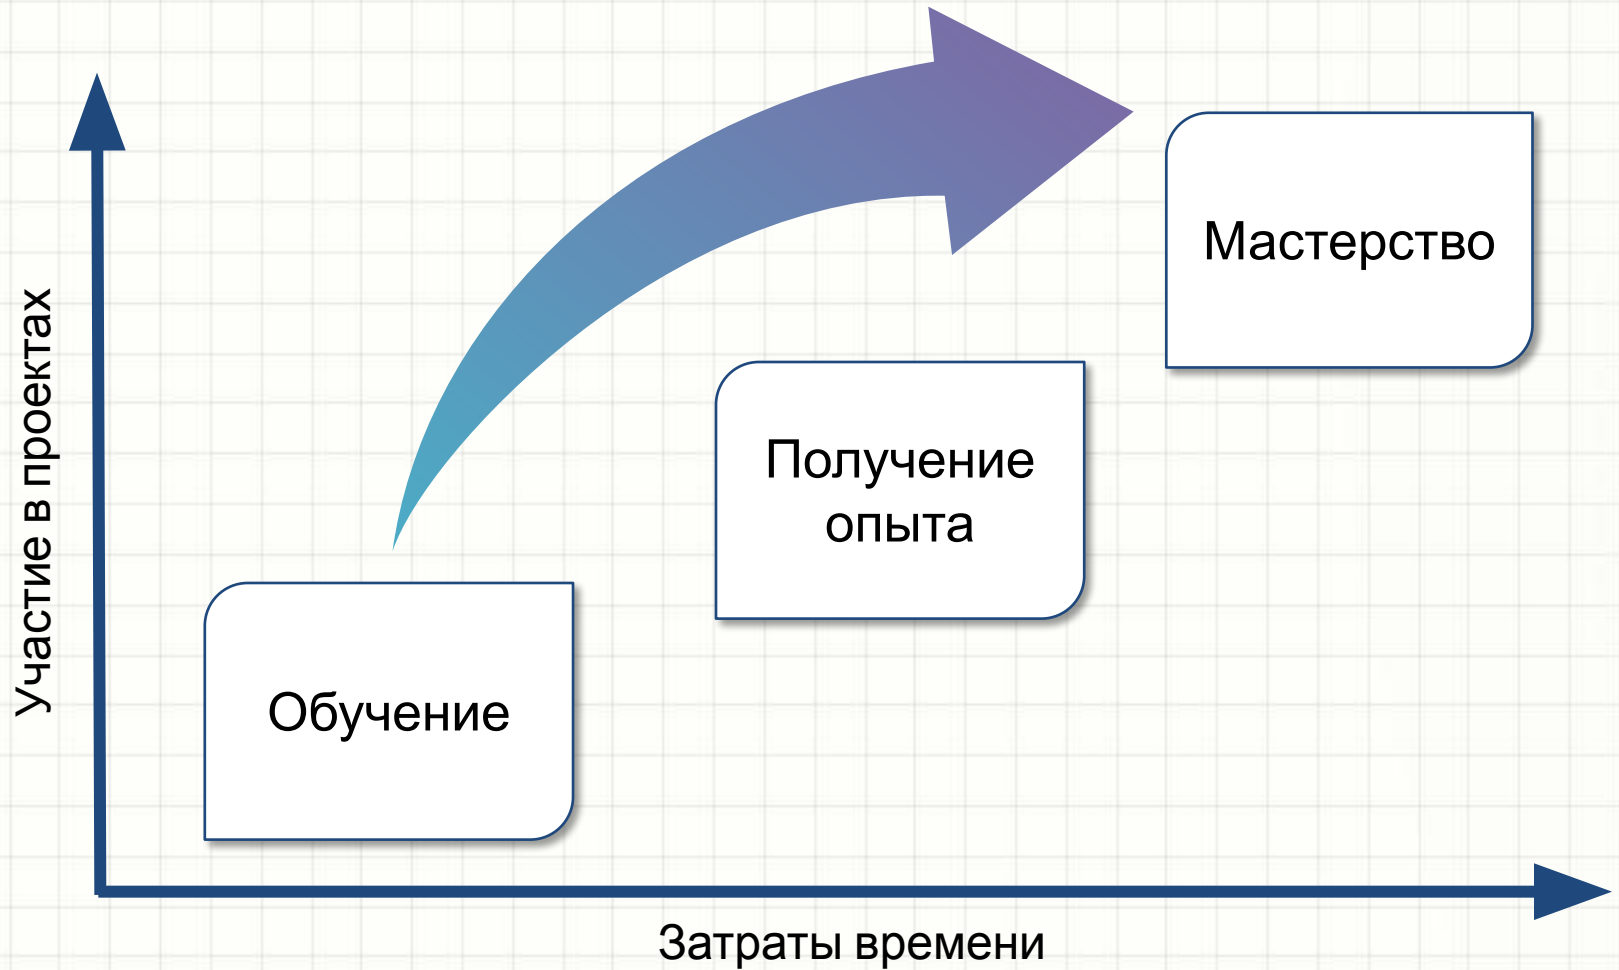 Участие в проектах
Мастерство
Получение
опыта
Обучение
Затраты времени